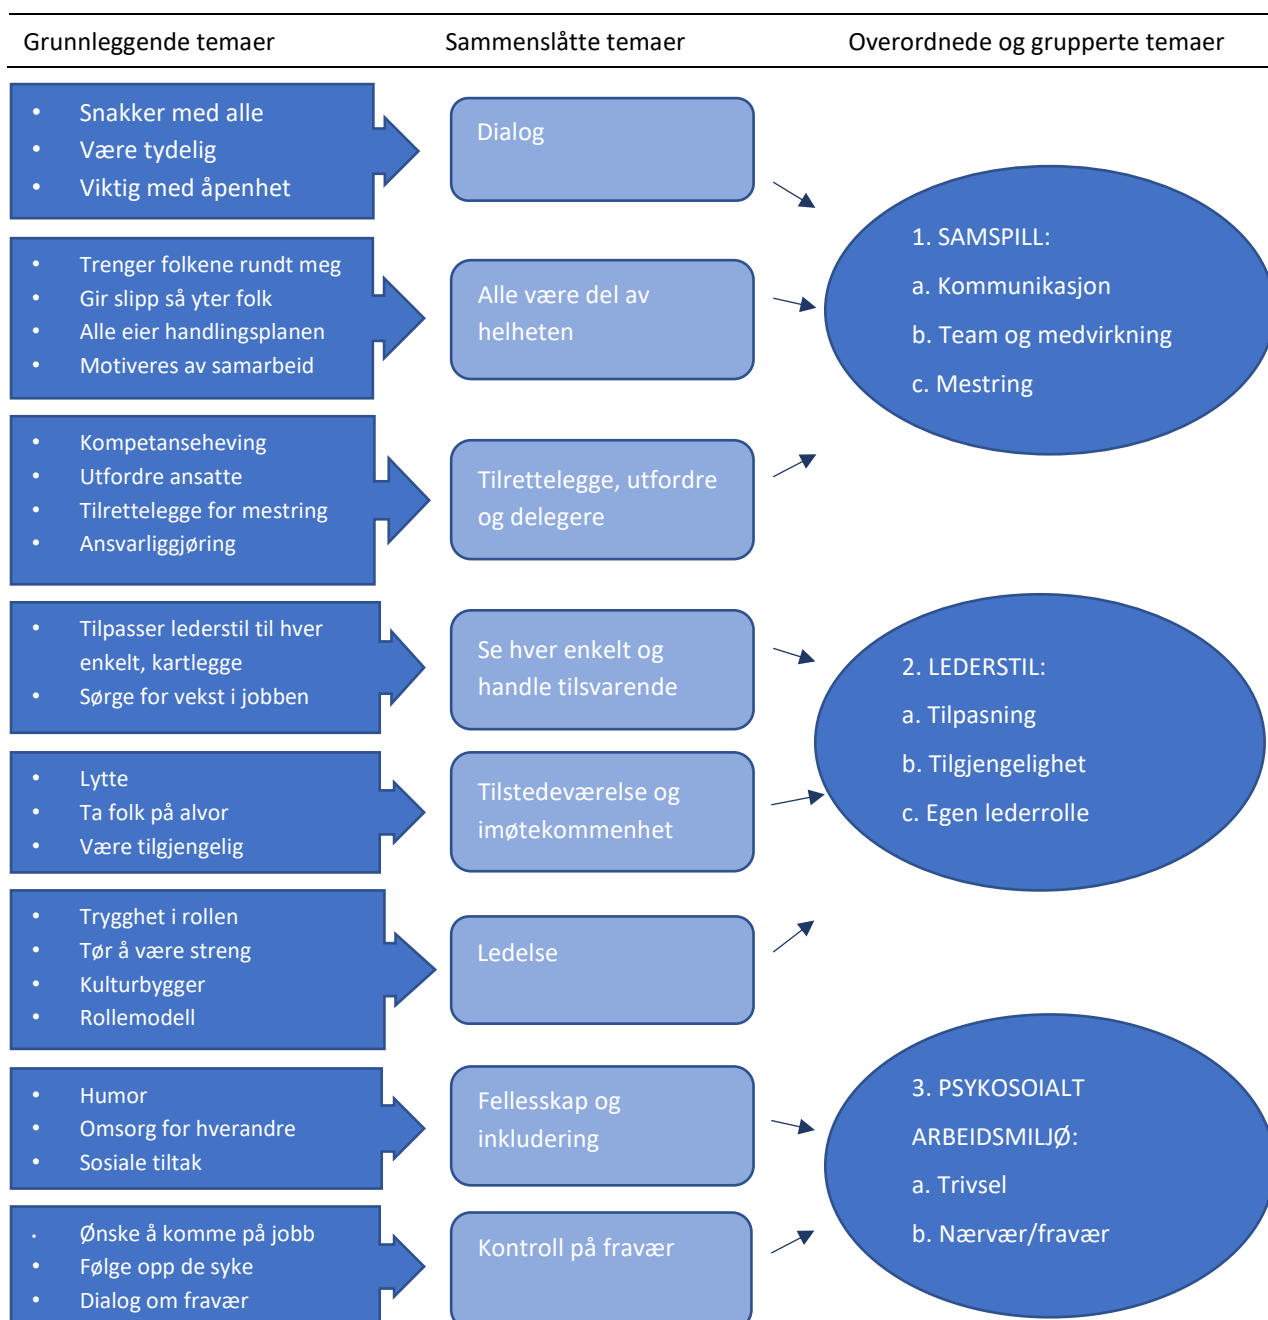 Grunnleggende temaer
Sammenslåtte temaer
Overordnede og grupperte temaer
• Snakker med alle
• Være tydelig
• Viktig med åpenhet
Dialog
• Trenger folkene rundt meg
• Gir slipp så yter folk
• Alle eier handlingsplanen
• Motiveres av samarbeid
Alle være del av
helheten
• Kompetanseheving
• Utfordre ansatte
• Tilrettelegge for mestring
• Ansvarliggjøring
Tilrettelegge, utfordre
og delegere
1. SAMSPILL:
a. Kommunikasjon
b. Team og medvirkning
c. Mestring
• Tilpasser lederstil til hver
enkelt, kartlegge
• Sørge for vekst i jobben
Se hver enkelt og
handle tilsvarende
• Lytte
• Ta folk på alvor
• Være tilgjengelig
Tilstedeværelse og
imøtekommenhet
• Trygghet i rollen
• Tør å være streng
• Kulturbygger
• Rollemodell
Ledelse
2. LEDERSTIL:
a. Tilpasning
b. Tilgjengelighet
c. Egen lederrolle
• Humor
• Omsorg for hverandre
• Sosiale tiltak
Fellesskap og
inkludering
• Ønske å komme på jobb
• Følge opp de syke
• Dialog om fravær
Kontroll på fravær
3. PSYKOSOIALT
ARBEIDSMILJØ:
a. Trivsel
b. Nærvær/fravær